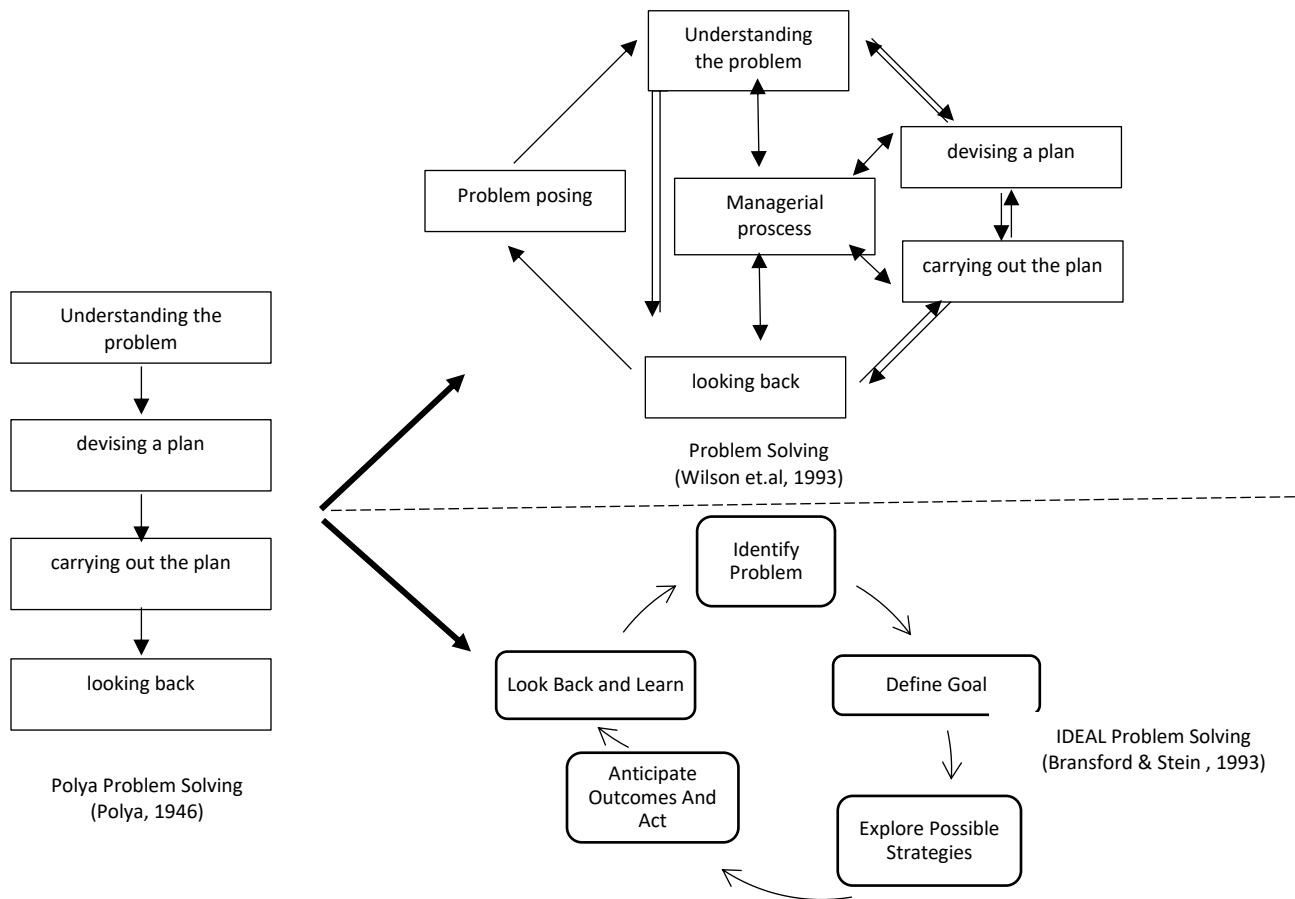 Understanding the
problem
devising a plan
carrying out the plan
looking back
Polya Problem Solving
(Polya, 1946)
Understanding
the problem
devising a plan
Problem posing
Managerial
proscess
carrying out the plan
looking back
Problem Solving
(Wilson et.al, 1993)
Identify
Problem
Look Back and Learn
Define Goal
IDEAL Problem Solving
(Bransford & Stein , 1993)
Anticipate
Outcomes And
Act
Explore Possible
Strategies